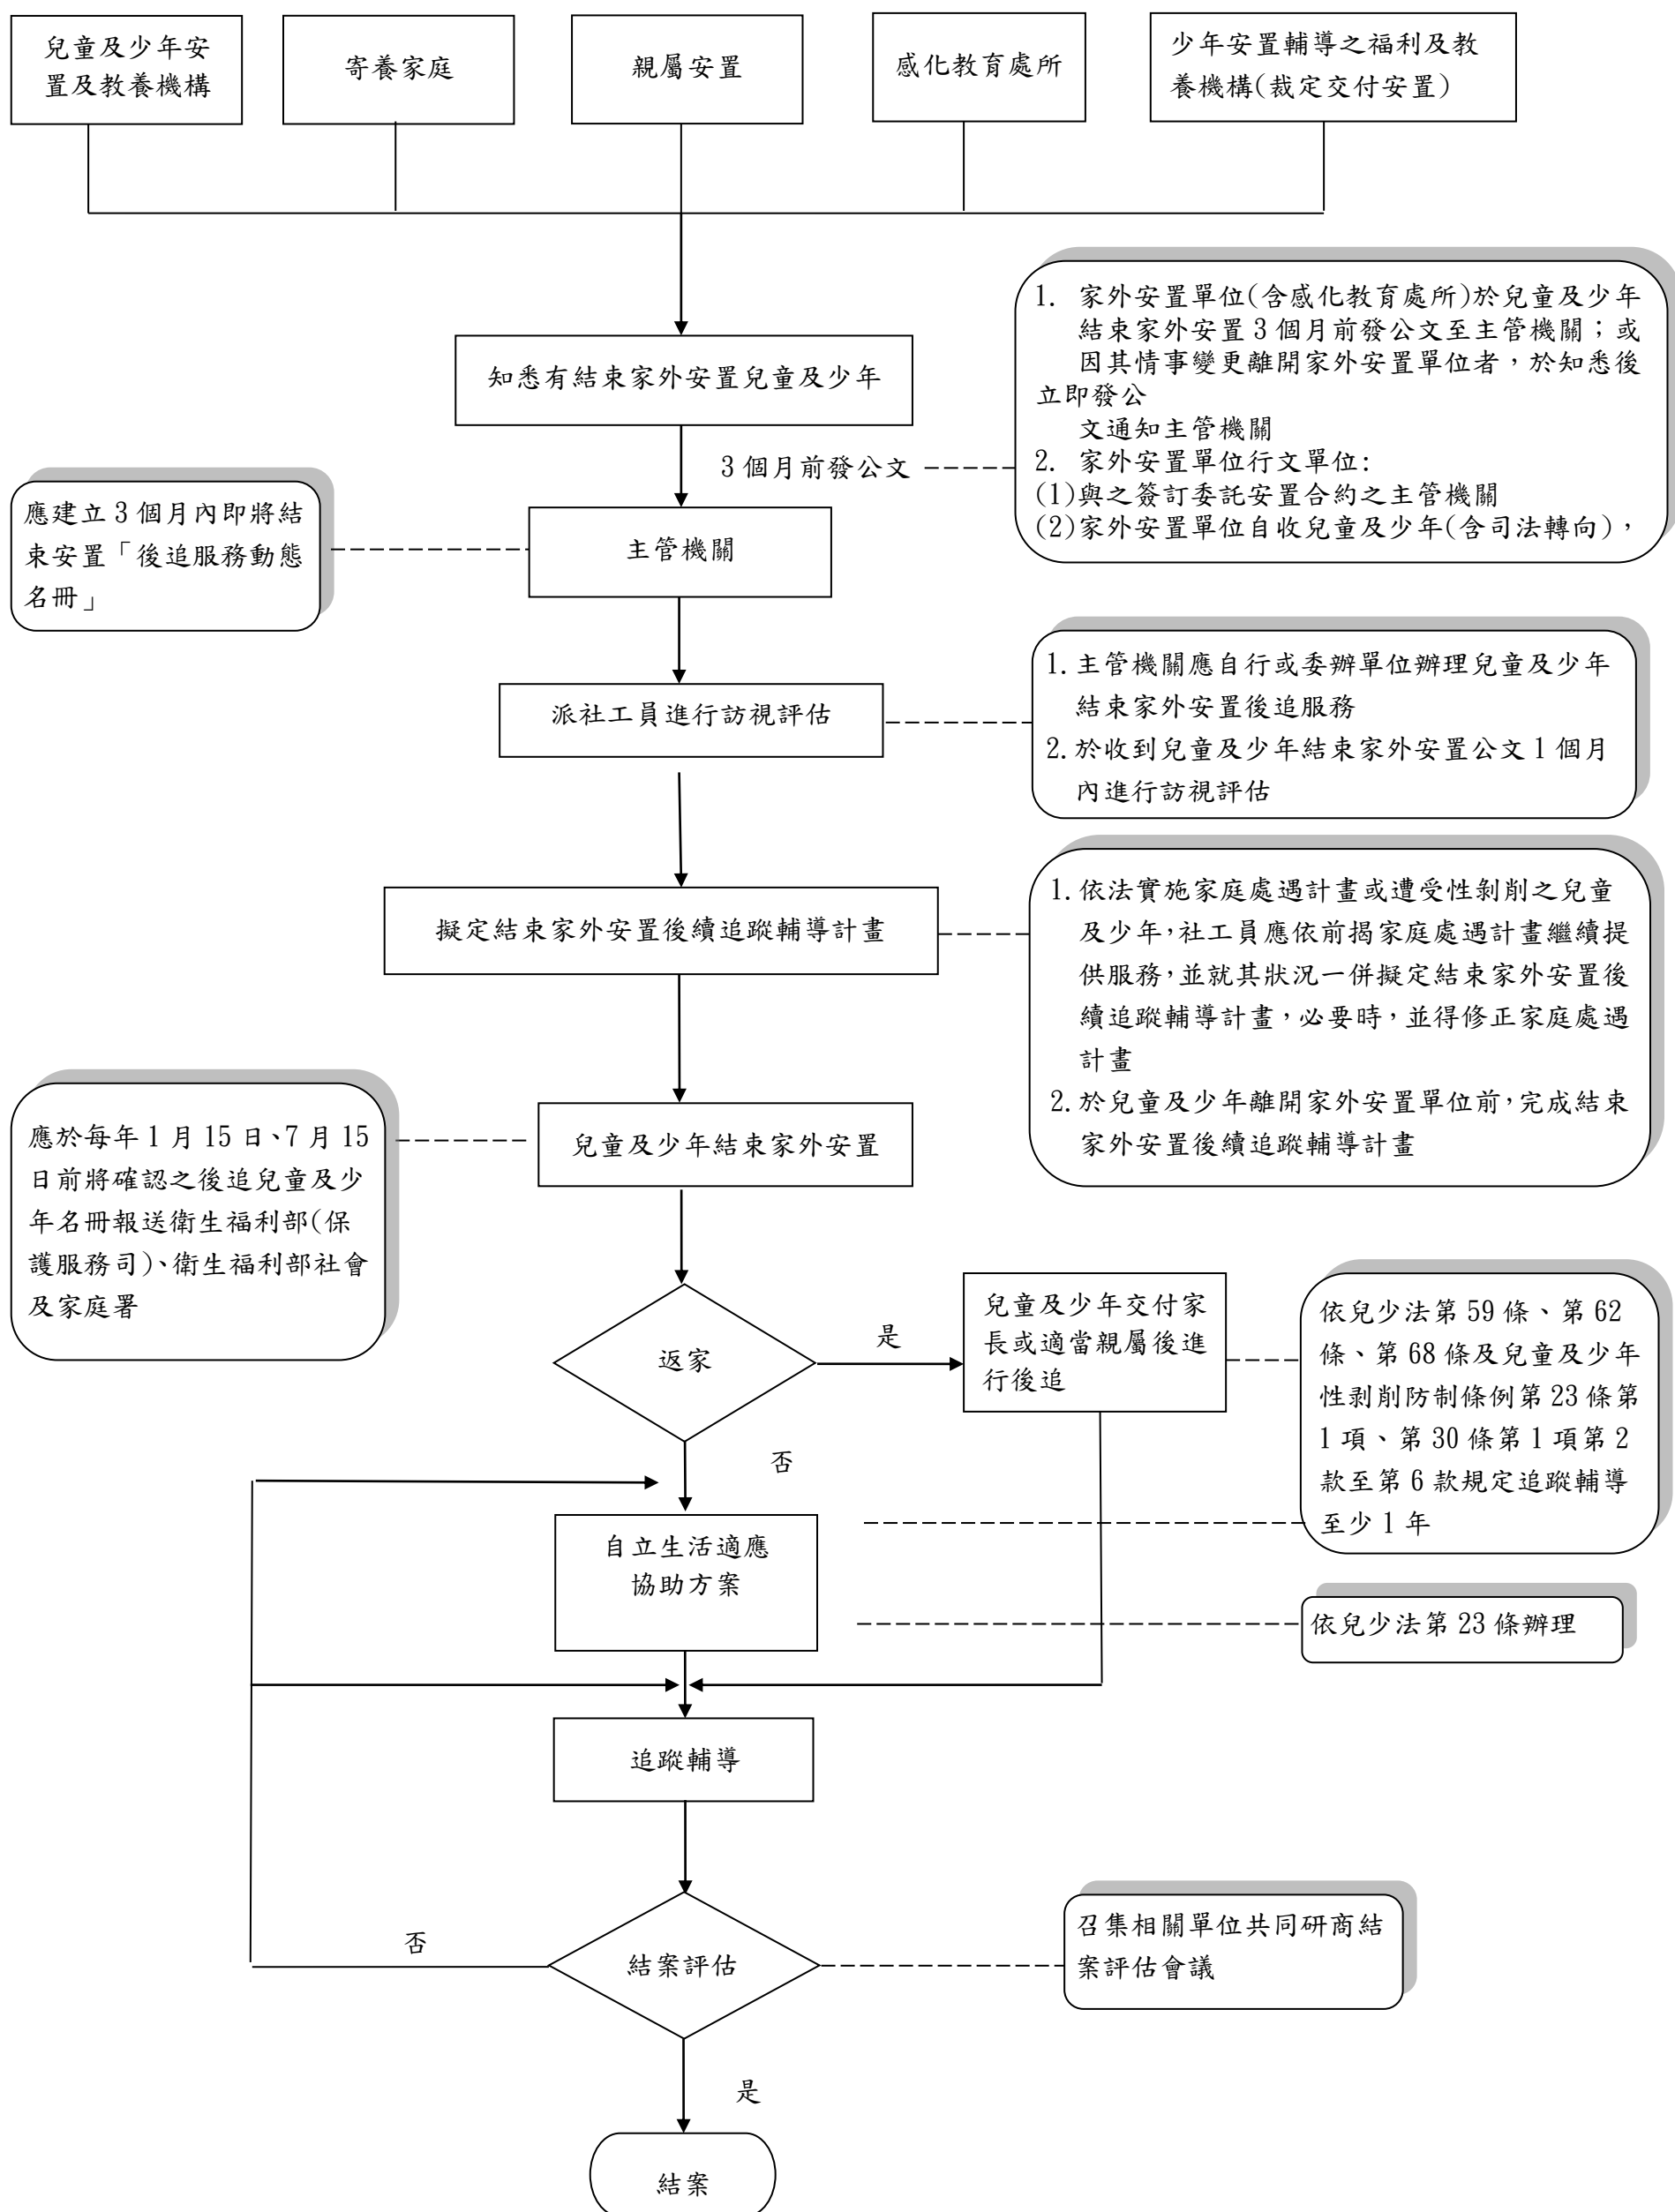 兒童及少年安
置及教養機構
寄養家庭
親屬安置
感化教育處所
少年安置輔導之福利及教
養機構(裁定交付安置)
知悉有結束家外安置兒童及少年
1. 家外安置單位(含感化教育處所)於兒童及少年
結束家外安置 3 個月前發公文至主管機關；或
因其情事變更離開家外安置單位者，於知悉後
立即發公
文通知主管機關
2. 家外安置單位行文單位:
(1)與之簽訂委託安置合約之主管機關
(2)家外安置單位自收兒童及少年(含司法轉向)，
3 個月前發公文
應建立 3 個月內即將結
束安置「後追服務動態
名冊」
主管機關
派社工員進行訪視評估
1.主管機關應自行或委辦單位辦理兒童及少年
結束家外安置後追服務
2.於收到兒童及少年結束家外安置公文 1 個月
內進行訪視評估
擬定結束家外安置後續追蹤輔導計畫
1.依法實施家庭處遇計畫或遭受性剝削之兒童
及少年，社工員應依前揭家庭處遇計畫繼續提
供服務，並就其狀況一併擬定結束家外安置後
續追蹤輔導計畫，必要時，並得修正家庭處遇
計畫
2.於兒童及少年離開家外安置單位前，完成結束
家外安置後續追蹤輔導計畫
應於每年 1 月 15 日、7 月 15
日前將確認之後追兒童及少
年名冊報送衛生福利部(保
護服務司)、衛生福利部社會
及家庭署
兒童及少年結束家外安置
返家
是
兒童及少年交付家
長或適當親屬後進
行後追
依兒少法第 59 條、第 62
條、第 68 條及兒童及少年
性剝削防制條例第 23 條第
1 項、第 30 條第 1 項第 2
款至第 6 款規定追蹤輔導
至少 1 年
否
自立生活適應
協助方案
依兒少法第 23 條辦理
追蹤輔導
否
結案評估
召集相關單位共同研商結
案評估會議
是
結案